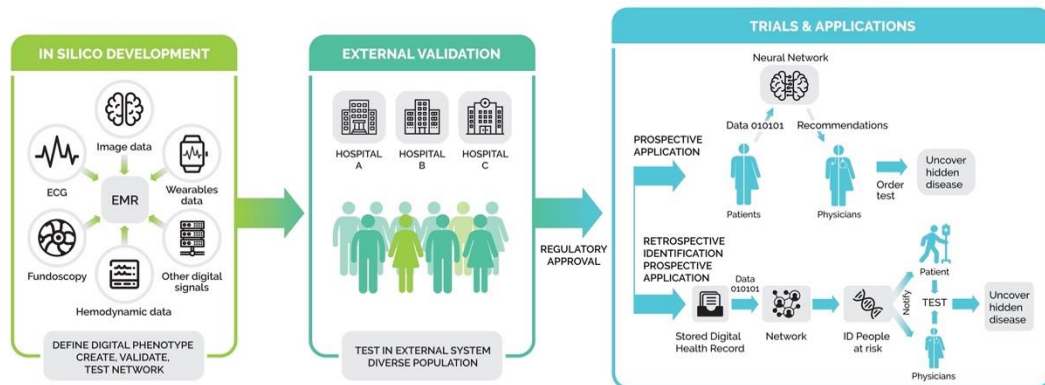 IN SILICO DEVELOPMENT
Image data
ECG
Wearables
data
EMR
Fundoscopy
Other digital
signals
Hemodynamic data
DEFINE DIGITAL PHENOTYPE
CREATE, VALIDATE,
TEST NETWORK
EXTERNAL VALIDATION
HOSPITAL
A
HOSPITAL
B
HOSPITAL
C
TEST IN EXTERNAL SYSTEM
DIVERSE POPULATION
REGULATORY
APPROVAL
TRIALS & APPLICATIONS
PROSPECTIVE
APPLICATION
Neural Network
Data 010101
Recommendations
Patients
Physicians
Order
test
Uncover
hidden
disease
RETROSPECTIVE
IDENTIFICATION
PROSPECTIVE
APPLICATION
Stored Digital
Health Record
Data
010101
Network
ID People
at risk
Notify
Patient
TEST
Physicians
Uncover
hidden
disease